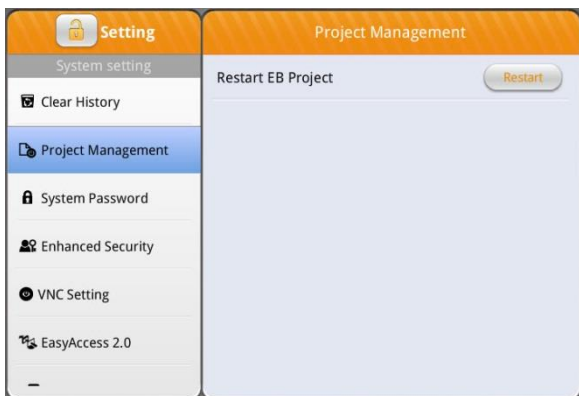 Setting
System setting
Clear History
Project Management
System Password
Enhanced Security
VNC Setting
EasyAccess 2.0
Project Management
Restart EB Project
Restart